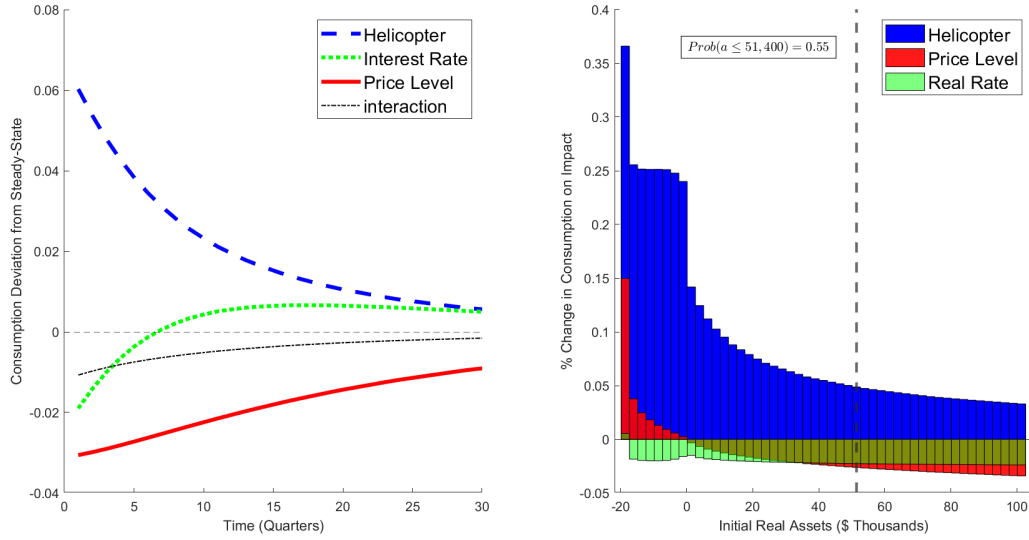 0.08
0.06
0.04
0.02
0
-0.02
-0.04
0
5
10
15
20
25
30
Consumption Deviation from Steady-State
Time (Quarters)
Helicopter
Interest Rate
Price Level
interaction
0.4
0.35
0.3
0.25
0.2
0.15
0.1
0.05
0
-0.05
-20
0
20
40
60
80
100
% Change in Consumption on Impact
Initial Real Assets ($ Thousands)
Prob(a ≤ 51, 400) = 0.55
Helicopter
Price Level
Real Rate